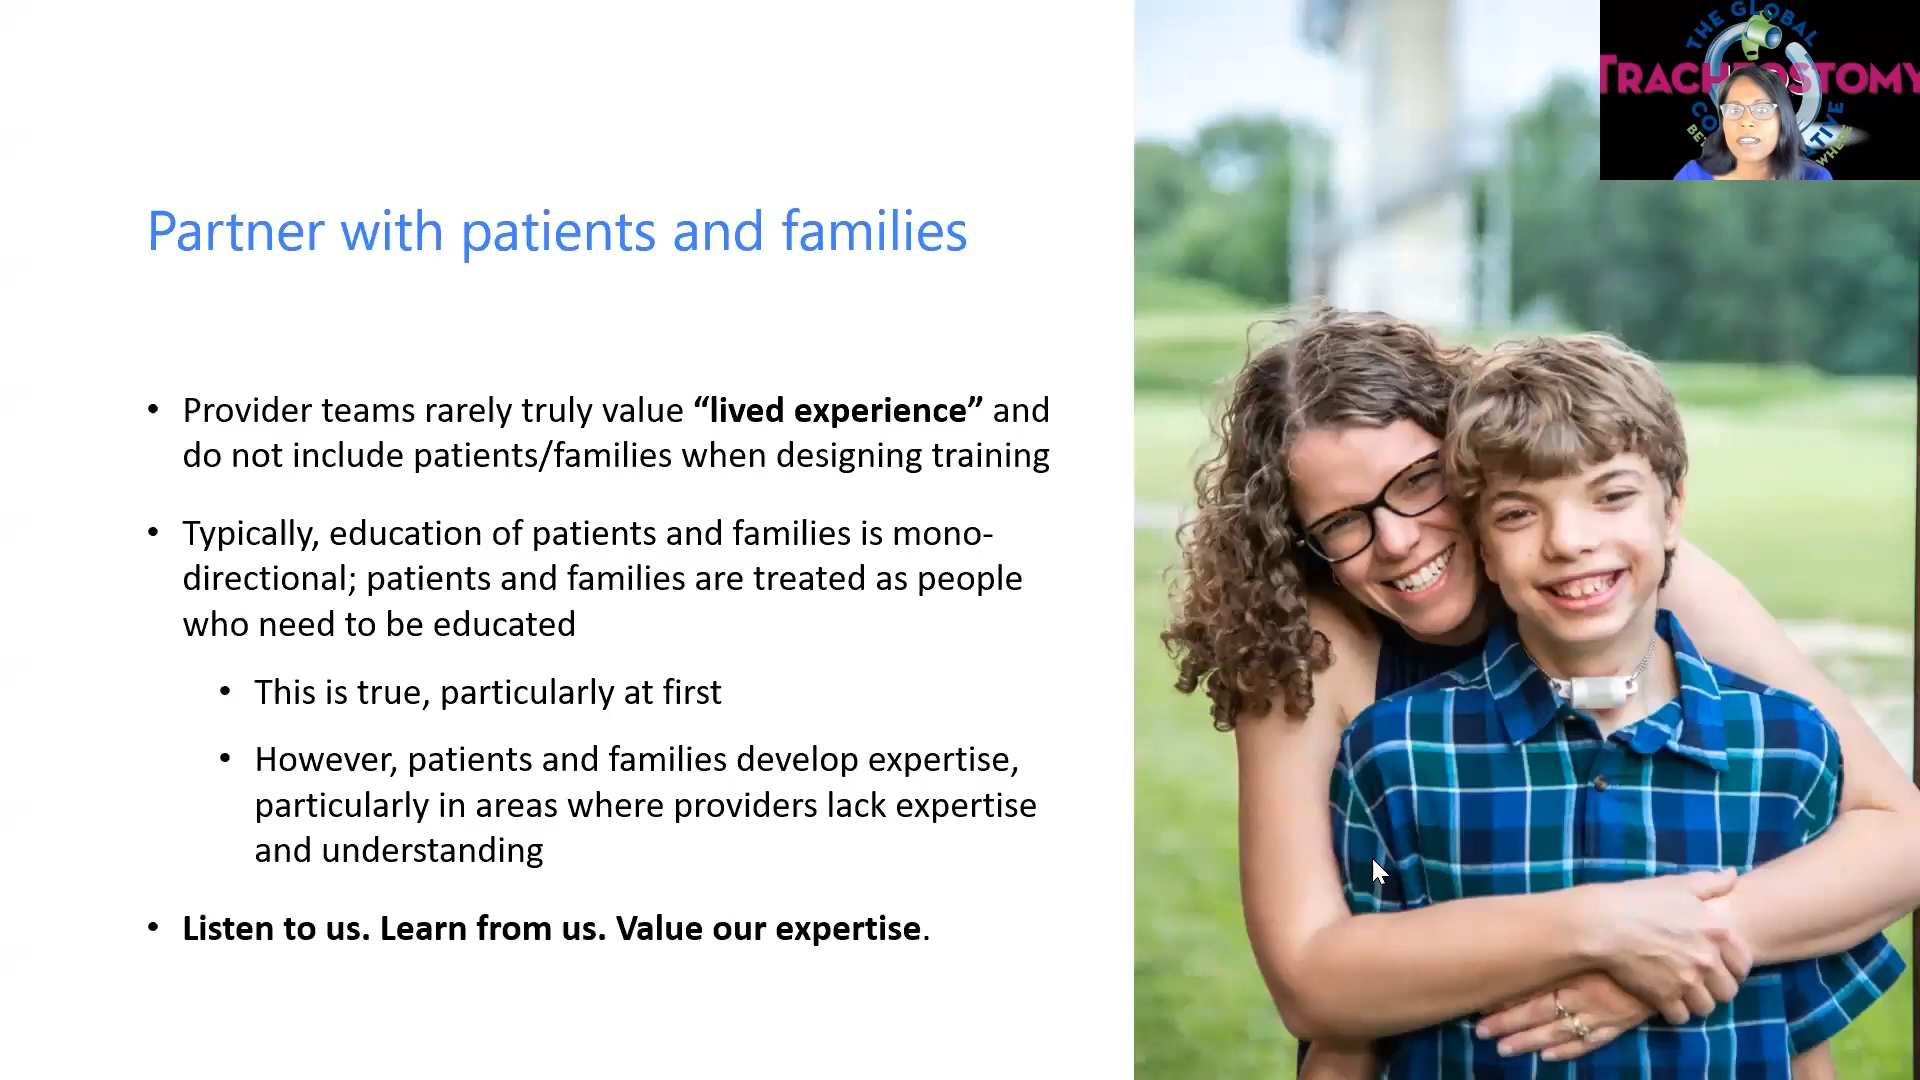 THE GLOBAL
TRACHEOSTOMY
Partner with patients and families
• Provider teams rarely truly value “lived experience” and
do not include patients/families when designing training
• Typically, education of patients and families is mono-
directional; patients and families are treated as people
who need to be educated
• This is true, particularly at first
• However, patients and families develop expertise,
particularly in areas where providers lack expertise
and understanding
• Listen to us. Learn from us. Value our expertise.